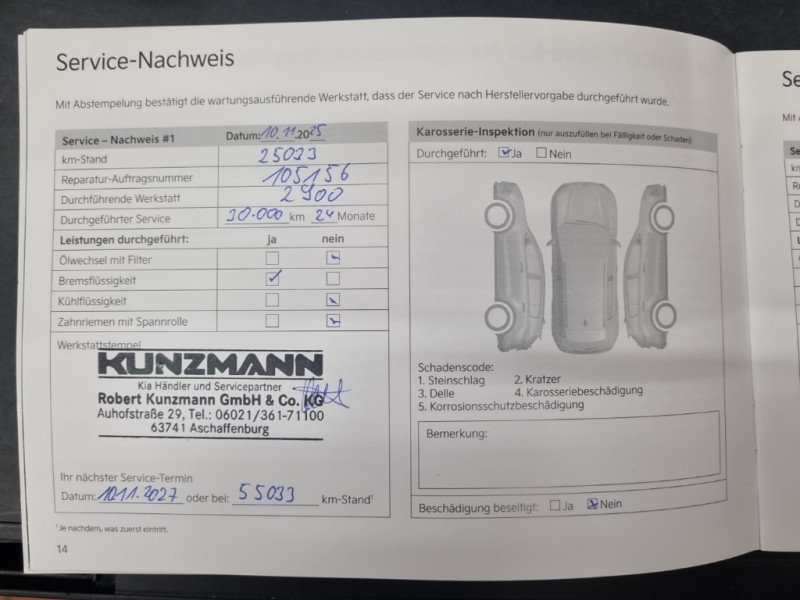 Service-Nachweis
Mit Abstempelung bestätigt die wartungsausführende Werkstatt, dass der Service nach Herstellervorgabe durchgeführt wurde.
Service – Nachweis #1 Datum: 10.11.2025
km-Stand 25033
Reparatur-Auftragsnummer 105156
Durchführende Werkstatt 2900
Durchgeführter Service 30.000 km 24 Monate
Leistungen durchgeführt: ja nein
Ölwechsel mit Filter
Bremsflüssigkeit
Kühlflüssigkeit
Zahnriemen mit Spannrolle
Werkstattstempel
KUNZMANN
Kia Händler und Servicepartner
Robert Kunzmann GmbH & Co. KG
Auhofstraße 29, Tel.: 06021/361-71100
63741 Aschaffenburg
Ihr nächster Service-Termin
Datum: 10.11.2027 oder bei: 55033 km-Stand¹
¹Je nachdem, was zuerst eintritt.
14
Karosserie-Inspektion (nur auszufüllen bei Fälligkeit oder Schaden)
Durchgeführt: Ja Nein
Schadenscode:
1. Steinschlag 2. Kratzer
3. Delle 4. Karosseriebeschädigung
5. Korrosionsschutzbeschädigung
Bemerkung:
Beschädigung beseitigt: Ja Nein